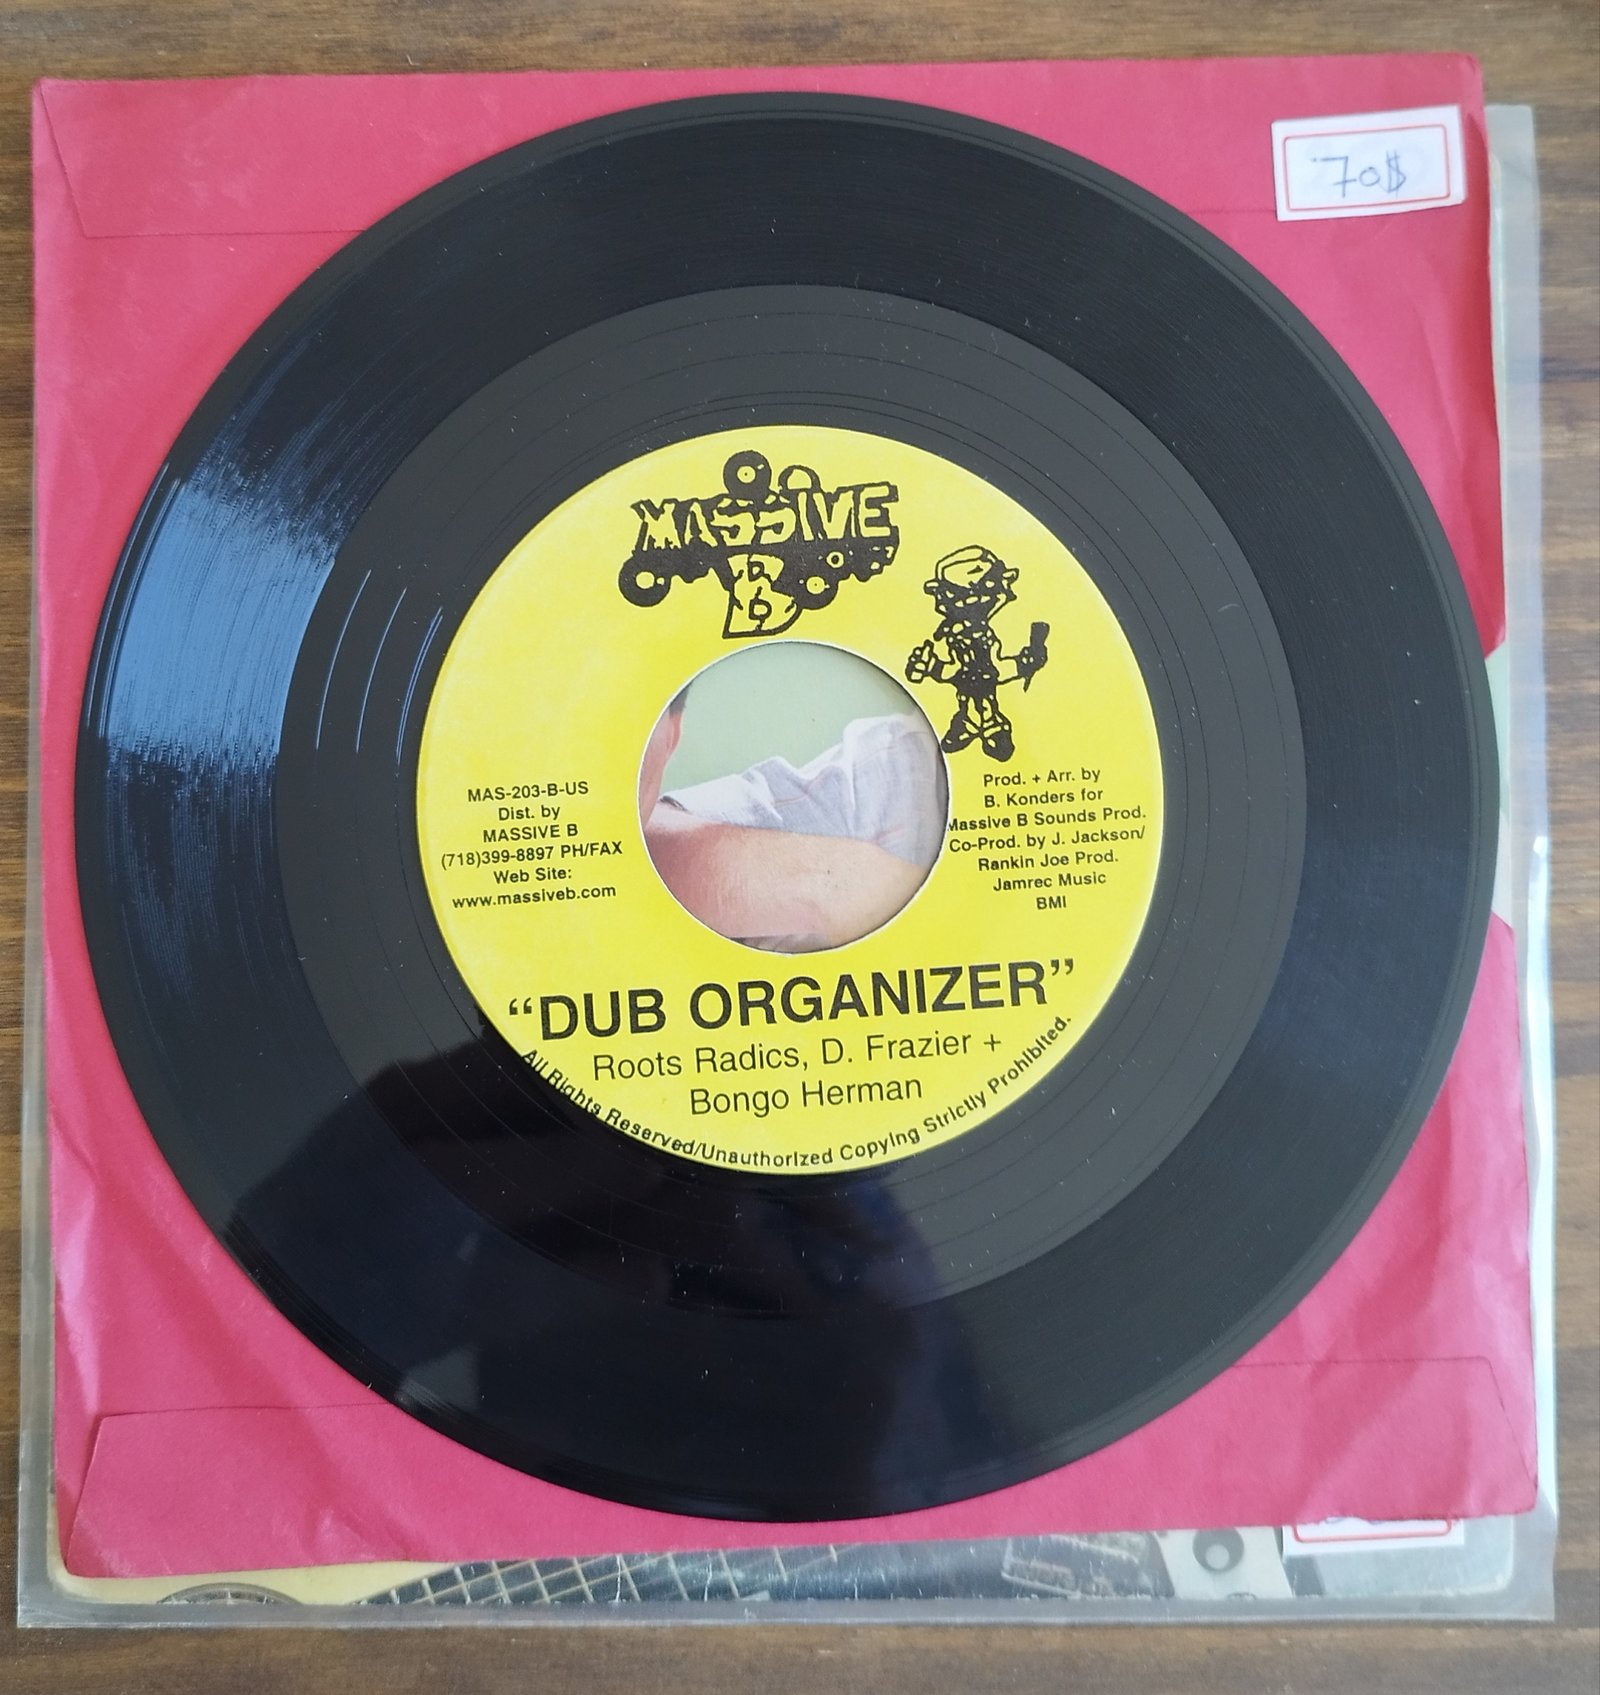 70$
MASSIVE
B
MAS-203-B-US
Dist. by
MASSIVE B
(718)399-8897 PH/FAX
Web Site:
www.massiveb.com
Prod. + Arr. by
B. Konders for
Massive B Sounds Prod.
Co-Prod. by J. Jackson/
Rankin Joe Prod.
Jamrec Music
BMI
“DUB ORGANIZER”
Roots Radics, D. Frazier +
Bongo Herman
All Rights Reserved/Unauthorized Copying Strictly Prohibited.